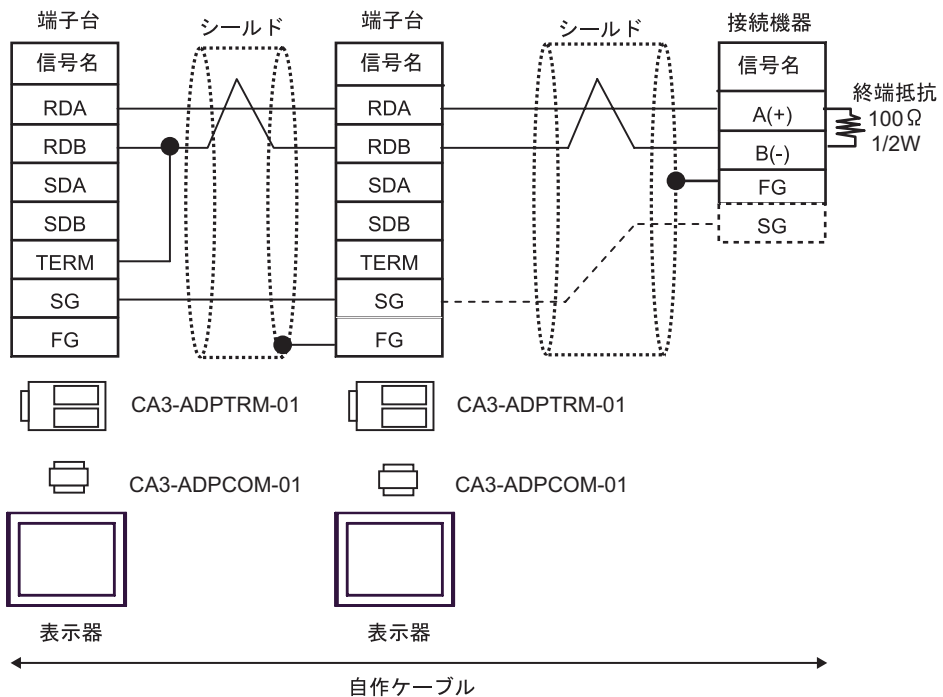 端子台
シールド
端子台
シールド
接続機器
信号名
信号名
信号名
RDA
RDA
A(+)
終端抵抗
100Ω
1/2W
RDB
RDB
B(-)
SDA
SDA
FG
SDB
SDB
SG
TERM
TERM
SG
SG
FG
FG
CA3-ADPTRM-01
CA3-ADPTRM-01
CA3-ADPCOM-01
CA3-ADPCOM-01
表示器
表示器
自作ケーブル